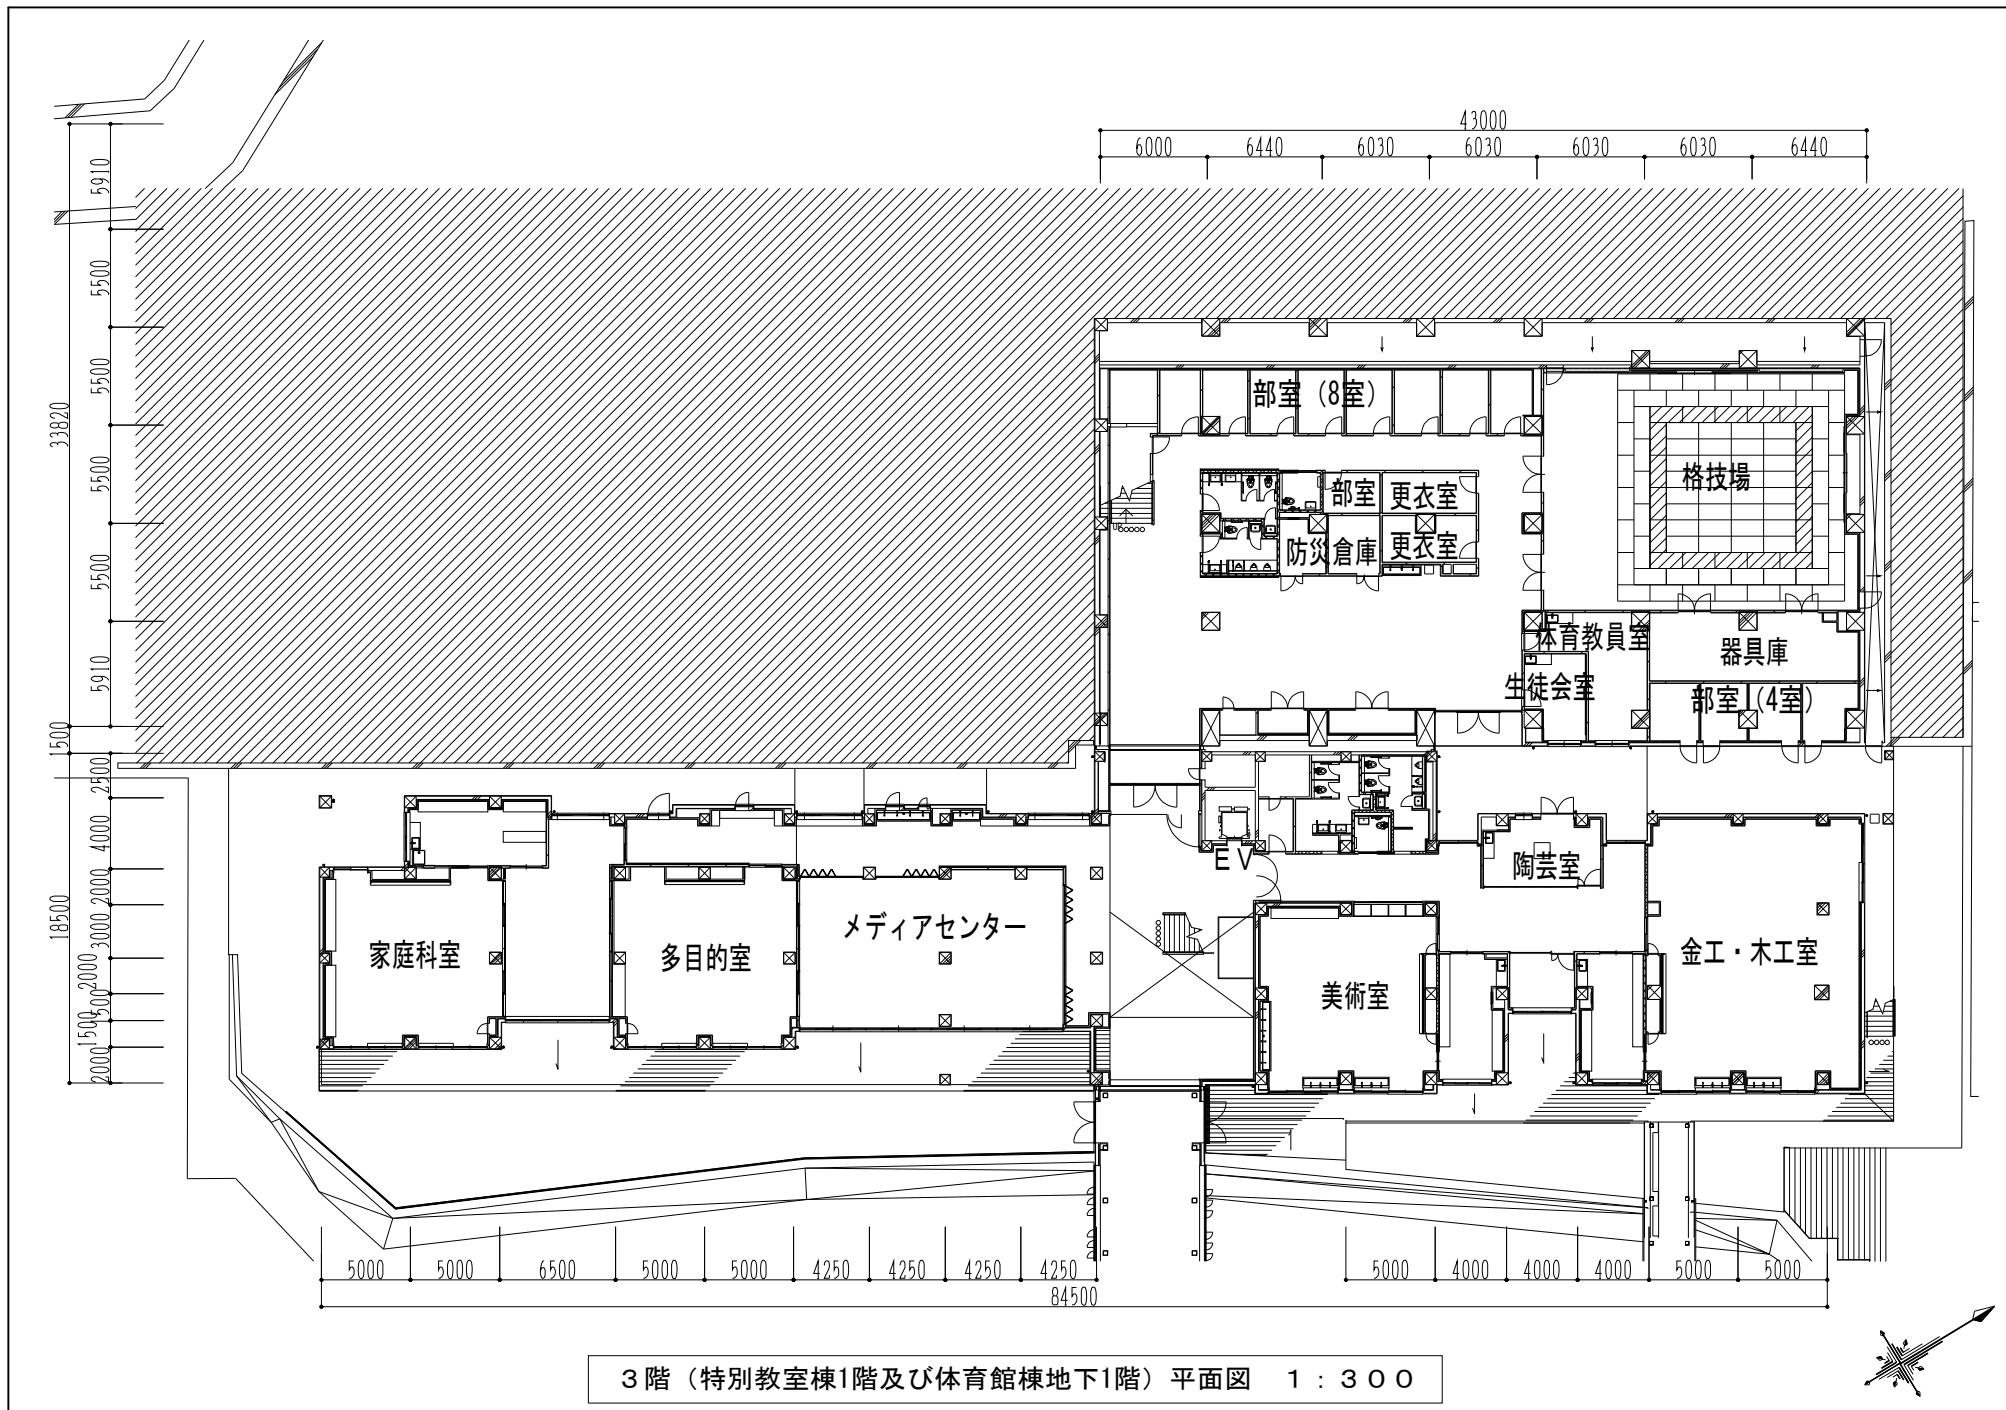 43000
6000 6440 6030 6030 6030 6030 6440
5910
5500
5500
5500
5500
5910
33820
1500
2500
4000
2000
3000
2000
1500
1500
2000
18500
部室（8室）
格技場
部室
更衣室
防災倉庫
更衣室
UP
体育教員室
器具庫
生徒会室
部室（4室）
EV
陶芸室
家庭科室
多目的室
メディアセンター
美術室
金工・木工室
5000 5000 6500 5000 5000 4250 4250 4250 4250 5000 4000 4000 4000 5000 5000
84500
３階（特別教室棟1階及び体育館棟地下1階）平面図　１：３００